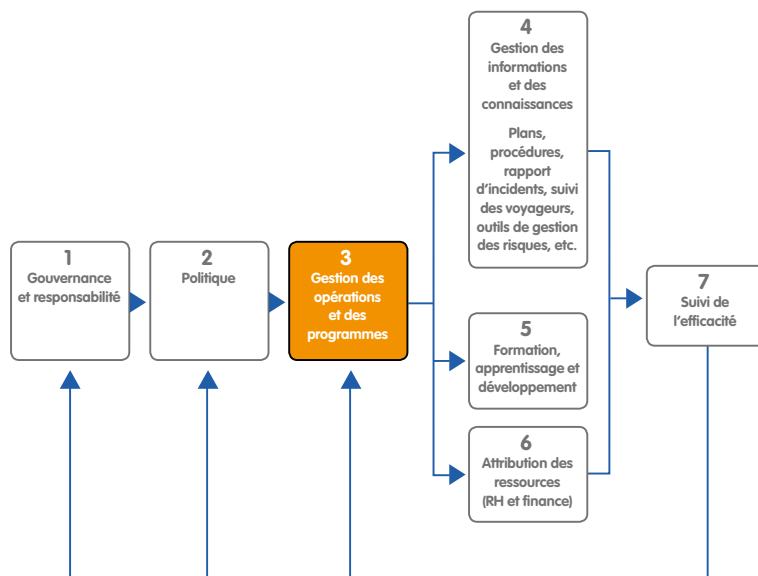 1
Gouvernance
et responsabilité
2
Politique
3
Gestion des
opérations
et des
programmes
4
Gestion des
informations
et des
connaissances
Plans,
procédures,
rapport
d'incidents, suivi
des voyageurs,
outils de gestion
des risques, etc.
5
Formation,
apprentissage et
développement
6
Attribution des
ressources
(RH et finance)
7
Suivi de
l'efficacité